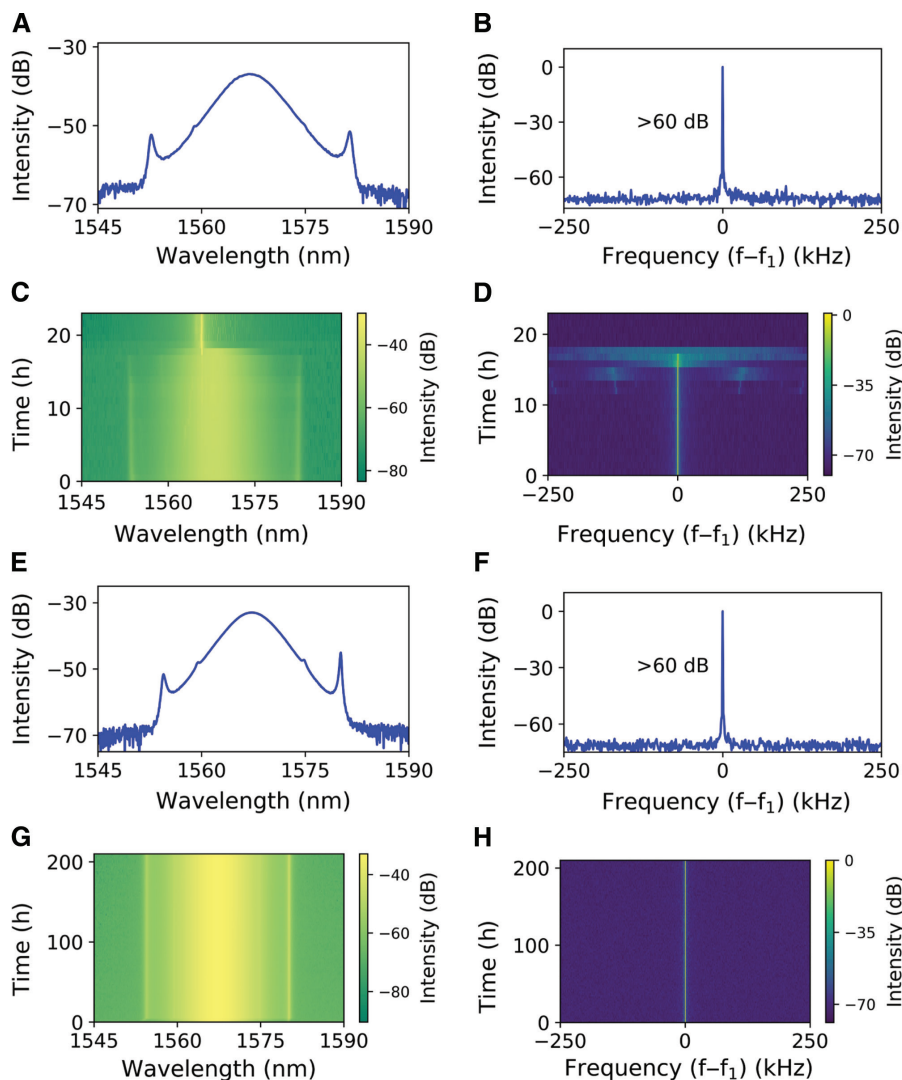 A
Intensity (dB)
−30
−50
−70
1545 1560 1575 1590
Wavelength (nm)
B
Intensity (dB)
0
−30
−60
>60 dB
−250 0 250
Frequency (f−f₁) (kHz)
C
Time (h)
20
10
0
1545 1560 1575 1590
Wavelength (nm)
−40
−60
−80
Intensity (dB)
D
Time (h)
20
10
0
−250 0 250
Frequency (f−f₁) (kHz)
0
−35
−70
Intensity (dB)
E
Intensity (dB)
−30
−50
−70
1545 1560 1575 1590
Wavelength (nm)
F
Intensity (dB)
0
−30
−60
>60 dB
−250 0 250
Frequency (f−f₁) (kHz)
G
Time (h)
200
100
0
1545 1560 1575 1590
Wavelength (nm)
−40
−60
−80
Intensity (dB)
H
Time (h)
200
100
0
−250 0 250
Frequency (f−f₁) (kHz)
0
−35
−70
Intensity (dB)